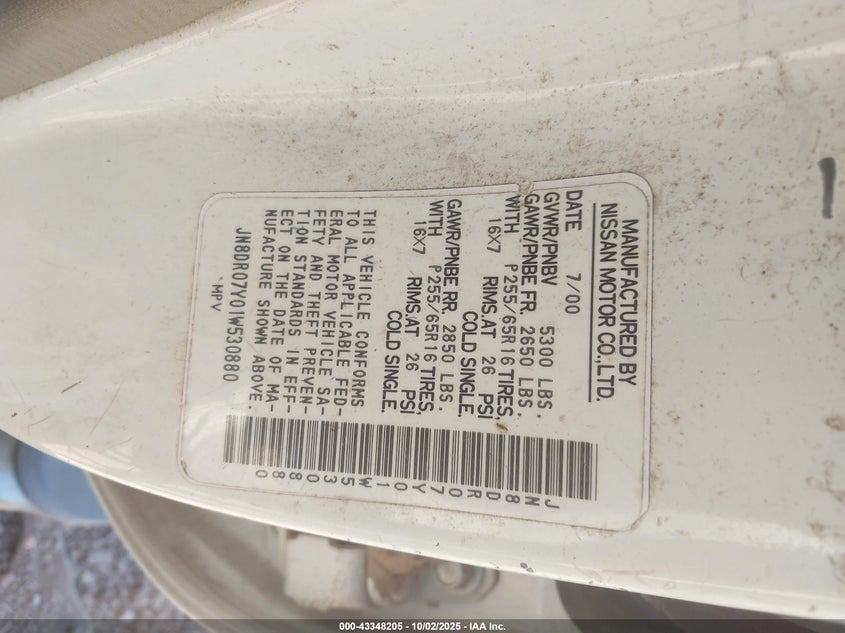 MANUFACTURED BY
NISSAN MOTOR CO.,LTD.
DATE 7/00
GVWR/PNBV 5300 LBS.
GAWR/PNBE FR. 2650 LBS.
WITH P255/65R16 TIRES,
16X7 RIMS.AT 26 PSI
COLD SINGLE.
GAWR/PNBE RR. 2850 LBS.
WITH P255/65R16 TIRES,
16X7 RIMS.AT 26 PSI
COLD SINGLE.
THIS VEHICLE CONFORMS
TO ALL APPLICABLE FED-
ERAL MOTOR VEHICLE SA-
FETY AND THEFT PREVEN-
TION STANDARDS IN EFF-
ECT ON THE DATE OF MA-
NUFACTURE SHOWN ABOVE.
JN8DR07Y01W530880
MPV
JN8DR07Y01W530880
000-43348205 - 10/02/2025 - IAA Inc.